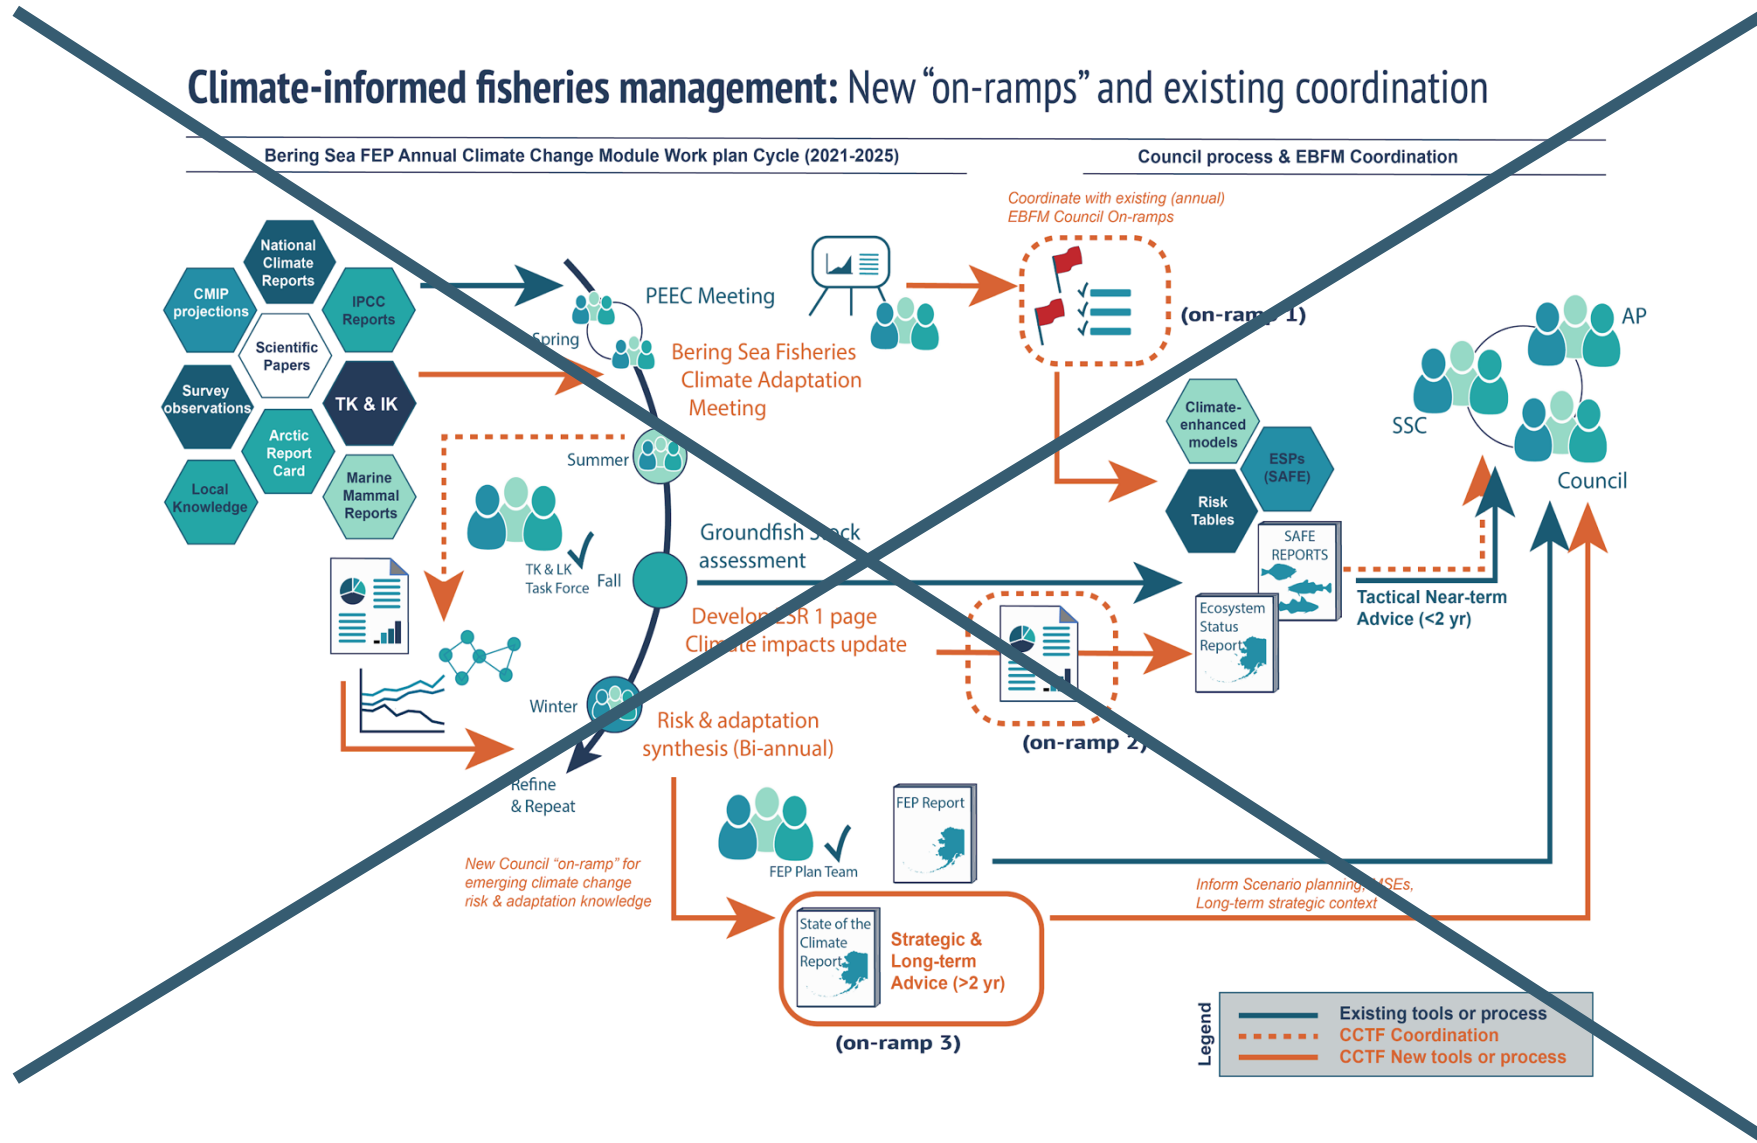 Climate-informed fisheries management: New “on-ramps” and existing coordination
Bering Sea FEP Annual Climate Change Module Work plan Cycle (2021-2025)
Council process & EBFM Coordination
Coordinate with existing (annual)
EBFM Council On-ramps
National
Climate
Reports
CMIP
projections
IPCC
Reports
Scientific
Papers
Survey
observations
TK & IK
Arctic
Report
Card
Local
Knowledge
Marine
Mammal
Reports
Spring
PEEC Meeting
Bering Sea Fisheries
Climate Adaptation
Meeting
(on-ramp 1)
Summer
TK & LK
Task Force
Fall
Groundfish Stock
assessment
Develop ESR 1 page
Climate impacts update
Winter
Risk & adaptation
synthesis (Bi-annual)
Refine
& Repeat
(on-ramp 2)
Climate-
enhanced
models
ESPs
(SAFE)
Risk
Tables
SAFE
REPORTS
Ecosystem
Status
Report
AP
SSC
Council
Tactical Near-term
Advice (<2 yr)
New Council “on-ramp” for
emerging climate change
risk & adaptation knowledge
FEP Plan Team
FEP Report
Inform Scenario planning, MSEs,
Long-term strategic context
State of the
Climate
Report
Strategic &
Long-term
Advice (>2 yr)
(on-ramp 3)
Legend
Existing tools or process
CCTF Coordination
CCTF New tools or process